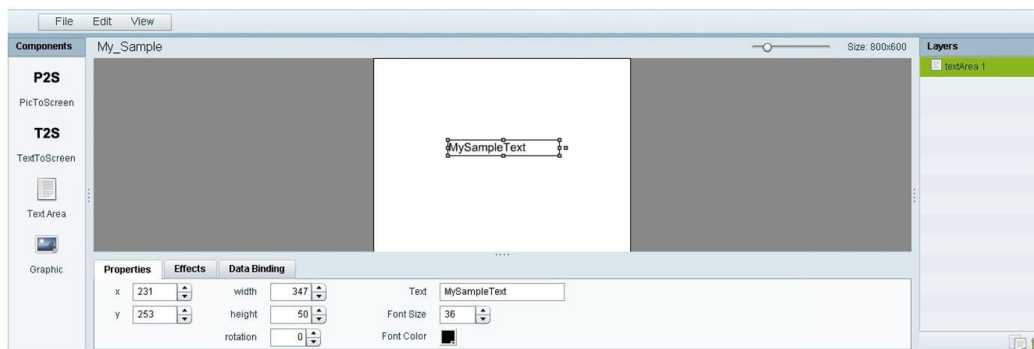 File Edit View
Components
My_Sample
Size: 800x600
Layers
textArea 1
P2S
PicToScreen
T2S
TextToScreen
Text Area
Graphic
MySampleText
Properties Effects Data Binding
x 231 width 347 Text MySampleText
y 253 height 50 Font Size 36
rotation 0 Font Color